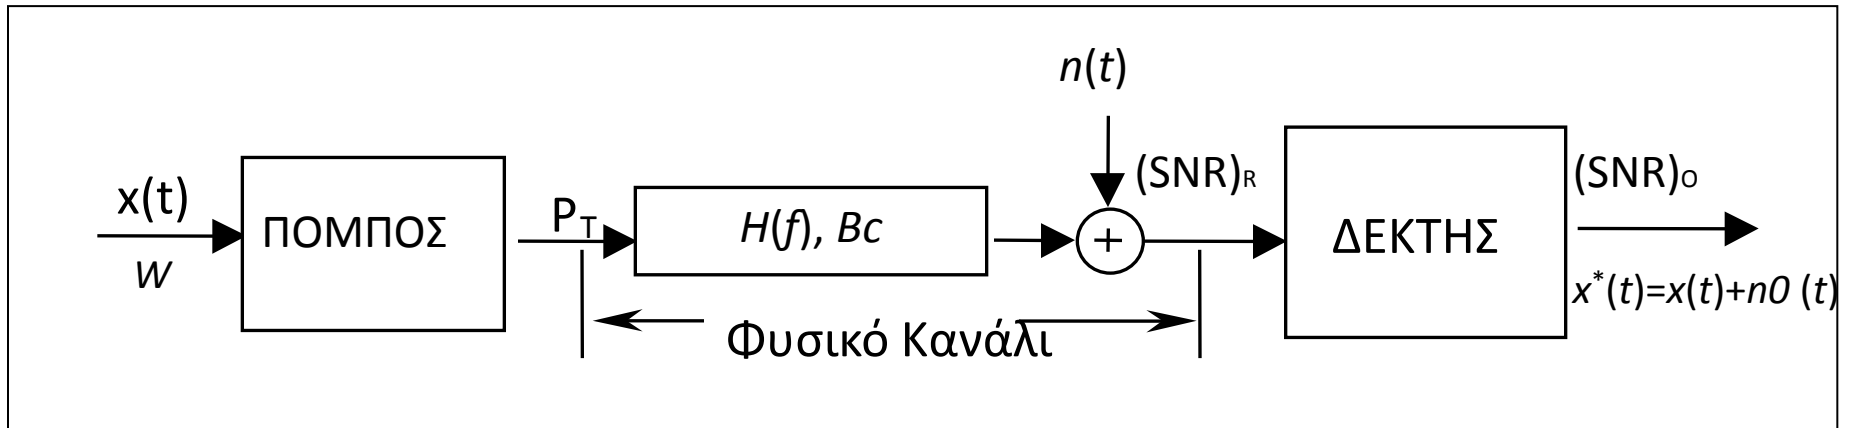 n(t)
x(t)
W
ΠΟΜΠΟΣ
P_T
H(f), Bc
+
(SNR)R
ΔΕΚΤΗΣ
(SNR)O
x*(t)=x(t)+n0 (t)
Φυσικό Κανάλι